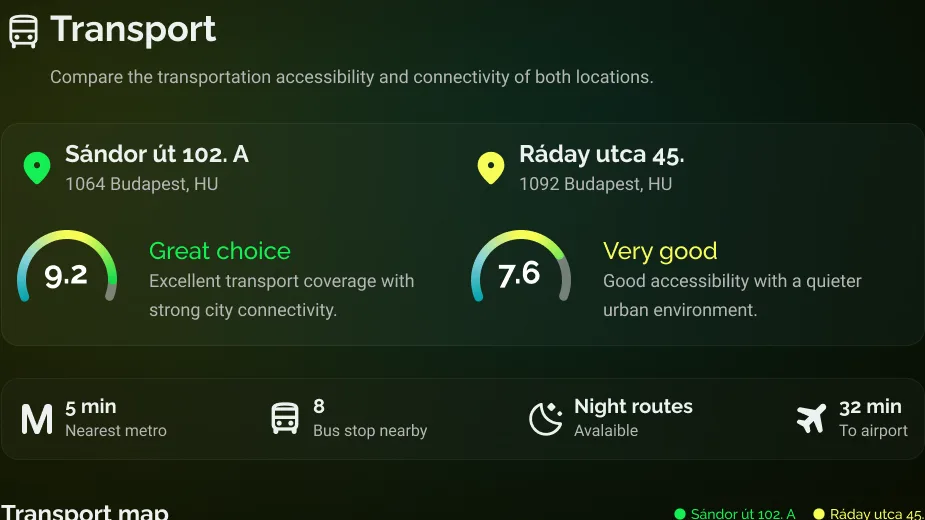 Transport
Compare the transportation accessibility and connectivity of both locations.
Sándor út 102. A
1064 Budapest, HU
9.2
Great choice
Excellent transport coverage with
strong city connectivity.
Ráday utca 45.
1092 Budapest, HU
7.6
Very good
Good accessibility with a quieter
urban environment.
M
5 min
Nearest metro
8
Bus stop nearby
Night routes
Avalaible
32 min
To airport
Transport map
Sándor út 102. A
Ráday utca 45.